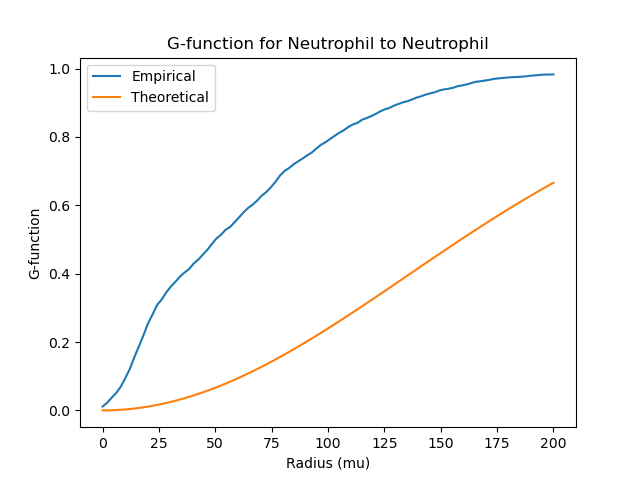 G-function for Neutrophil to Neutrophil
Empirical
Theoretical
1.0
0.8
0.6
0.4
0.2
0.0
G-function
0 25 50 75 100 125 150 175 200
Radius (mu)